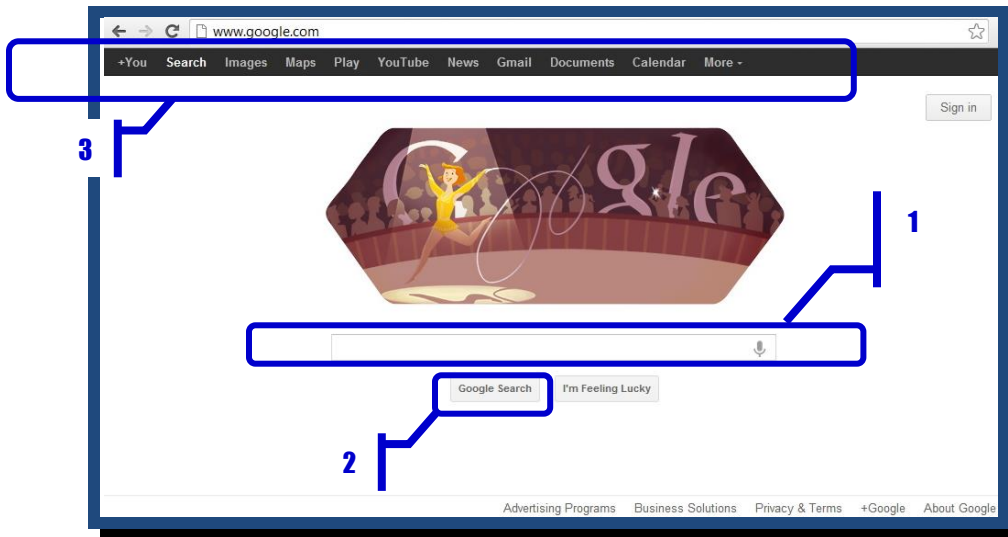 www.google.com
+You Search Images Maps Play YouTube News Gmail Documents Calendar More
Sign in
3
Google
1
Google Search I'm Feeling Lucky
2
Advertising Programs Business Solutions Privacy & Terms +Google About Google